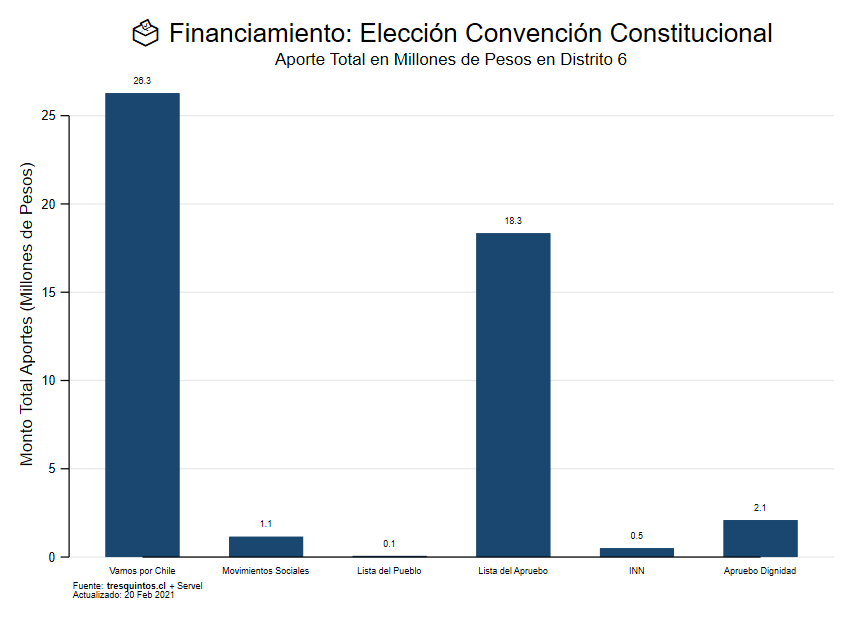 Financiamiento: Elección Convención Constitucional
Aporte Total en Millones de Pesos en Distrito 6
Monto Total Aportes (Millones de Pesos)
25
20
15
10
5
0
26.3
1.1
0.1
18.3
0.5
2.1
Vamos por Chile
Movimientos Sociales
Lista del Pueblo
Lista del Apruebo
INN
Apruebo Dignidad
Fuente: tresquintos.cl + Servel
Actualizado: 20 Feb 2021